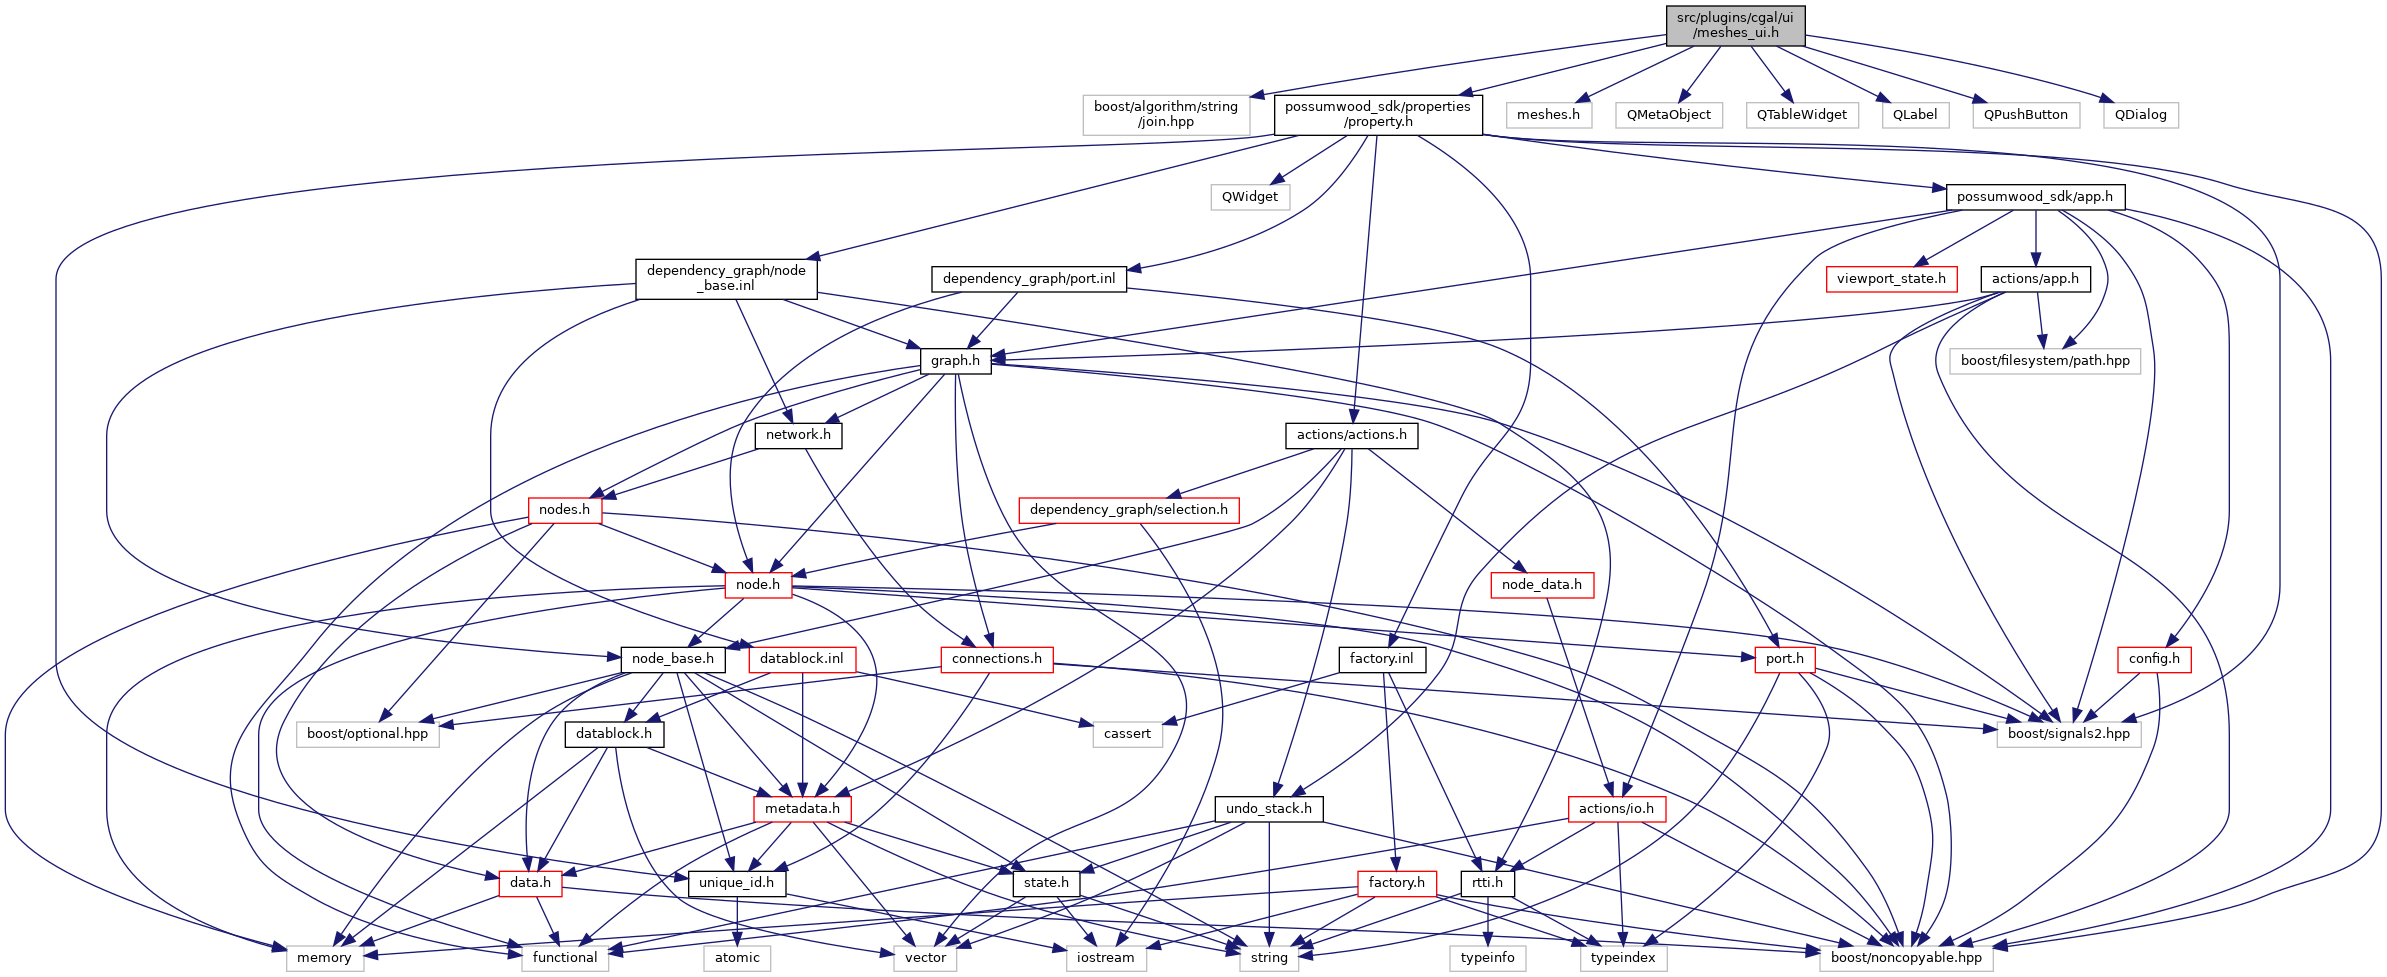 src/plugins/cgal/ui
/meshes_ui.h
boost/algorithm/string
/join.hpp
possumwood_sdk/properties
/property.h
meshes.h
QMetaObject
QTableWidget
QLabel
QPushButton
QDialog
QWidget
possumwood_sdk/app.h
dependency_graph/node
_base.inl
dependency_graph/port.inl
viewport_state.h
actions/app.h
graph.h
boost/filesystem/path.hpp
network.h
actions/actions.h
nodes.h
dependency_graph/selection.h
node.h
node_data.h
node_base.h
datablock.inl
connections.h
factory.inl
port.h
config.h
boost/optional.hpp
datablock.h
cassert
boost/signals2.hpp
metadata.h
undo_stack.h
actions/io.h
data.h
unique_id.h
state.h
factory.h
rtti.h
memory
functional
atomic
vector
iostream
string
typeinfo
typeindex
boost/noncopyable.hpp